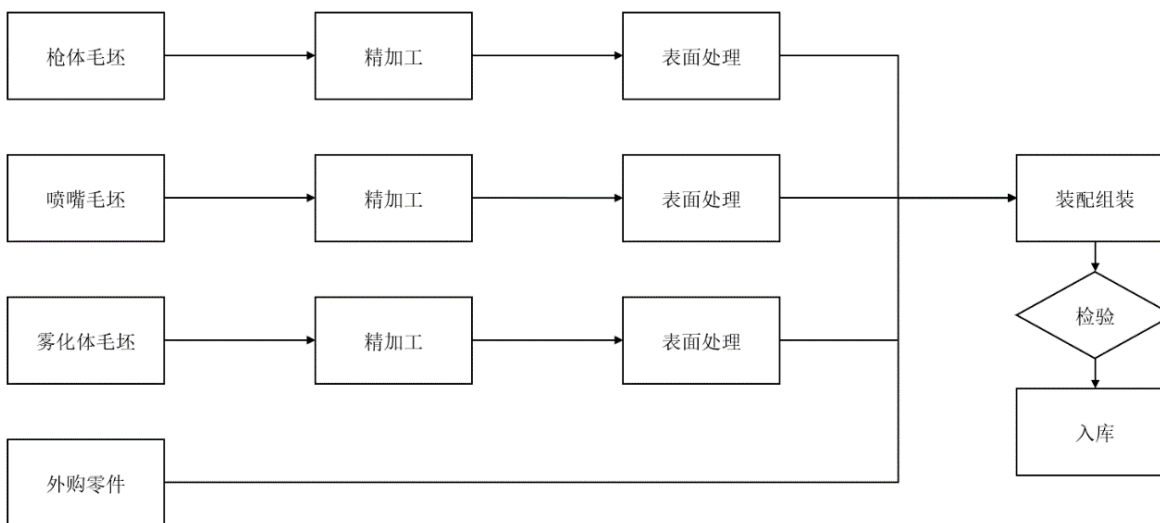 枪体毛坯
精加工
表面处理
喷嘴毛坯
精加工
表面处理
装配组装
检验
雾化体毛坯
精加工
表面处理
入库
外购零件